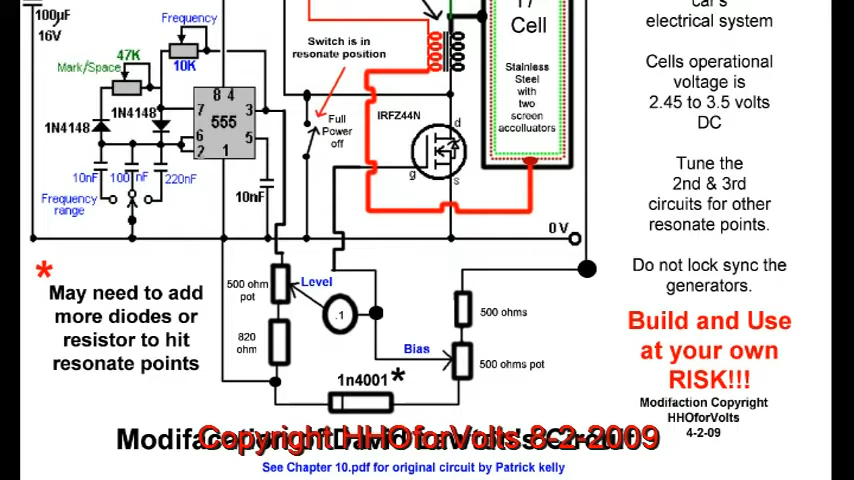 car's
electrical system
Cells operational
voltage is
2.45 to 3.5 volts
DC
Tune the
2nd & 3rd
circuits for other
resonate points.
Do not lock sync the
generators.
Build and Use
at your own
RISK!!!
Modifaction Copyright
HHOforVolts
4-2-09
100µF
16V
Frequency
10K
47K
Mark/Space
1N4148
1N4148
8 4
7
3
555
6
5
2
1
10nF
100nF
220nF
Frequency
range
10nF
Switch is in
resonate position
Full
Power
off
IRFZ44N
d
g
s
17
Cell
Stainless
Steel
with
two
screen
accolluators
0 V
*
May need to add
more diodes or
resistor to hit
resonate points
500 ohm
pot
Level
.1
820
ohm
Bias
500 ohms
500 ohms pot
1n4001*
Copyright HHOforVolts 8-2-2009
See Chapter 10.pdf for original circuit by Patrick kelly